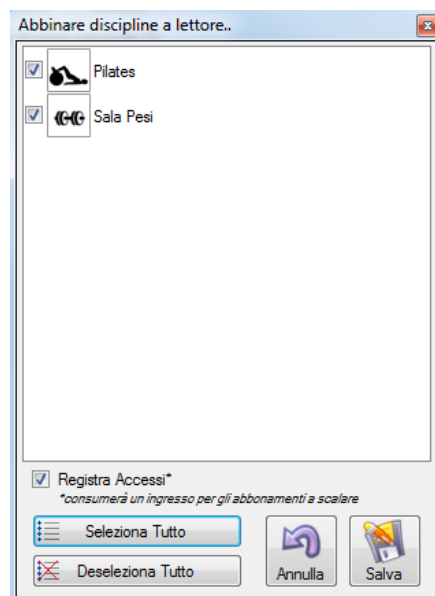 Abbinare discipline a lettore..
Pilates
Sala Pesi
Registra Accessi*
*consumerà un ingresso per gli abbonamenti a scalare
Seleziona Tutto
Deseleziona Tutto
Annulla
Salva